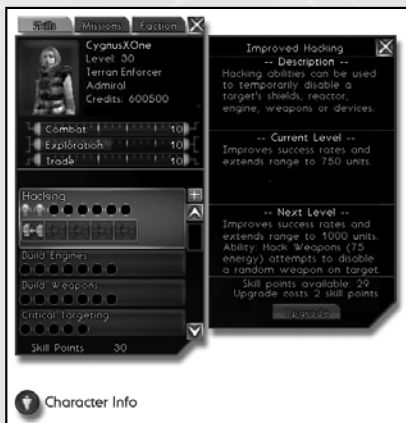 Skills Missions Faction
CygnusXOne
Level: 30
Terran Enforcer
Admiral
Credits: 600500
Combat 10
Exploration 10
Trade 10
Hacking
Build Engines
Build Weapons
Critical Targeting
Skill Points 30
Improved Hacking
-- Description --
Hacking abilities can be used
to temporarily disable a
target's shields, reactor,
engine, weapons or devices.
-- Current Level --
Improves success rates and
extends range to 750 units.
-- Next Level --
Improves success rates and
extends range to 1000 units.
Ability: Hack Weapons (75
energy) attempts to disable
a random weapon on target.
Skill points available: 29
Upgrade costs 2 skill points
Upgrade
Character Info